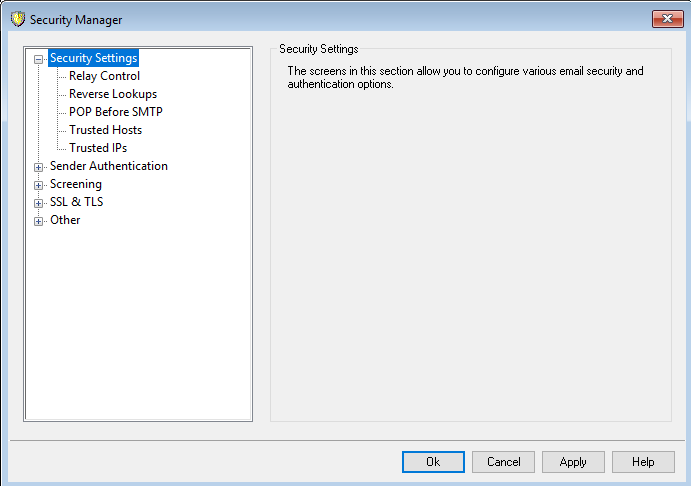 Security Manager
Security Settings
Relay Control
Reverse Lookups
POP Before SMTP
Trusted Hosts
Trusted IPs
Sender Authentication
Screening
SSL & TLS
Other
Security Settings
The screens in this section allow you to configure various email security and
authentication options.
Ok
Cancel
Apply
Help